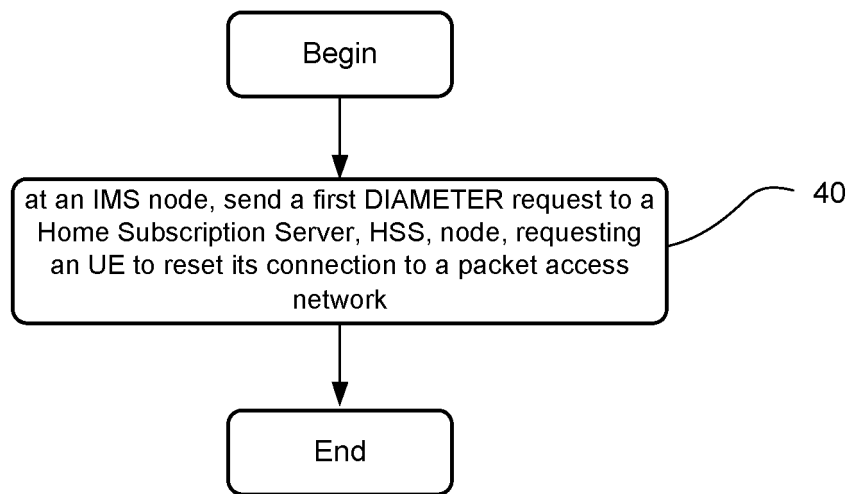 Begin
at an IMS node, send a first DIAMETER request to a
Home Subscription Server, HSS, node, requesting
an UE to reset its connection to a packet access
network
40
End